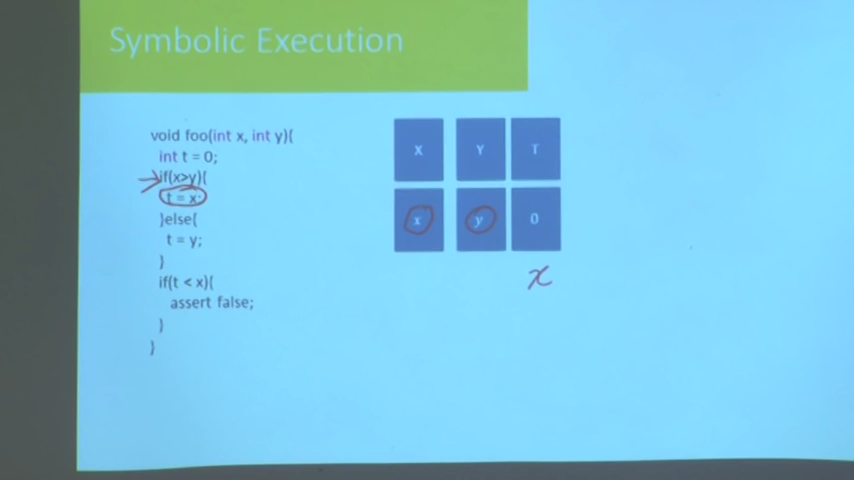 Symbolic Execution
void foo(int x, int y){
int t = 0;
if(x>y){
t = x;
}else{
t = y;
}
if(t < x){
assert false;
}
}
X Y T
x y 0
x